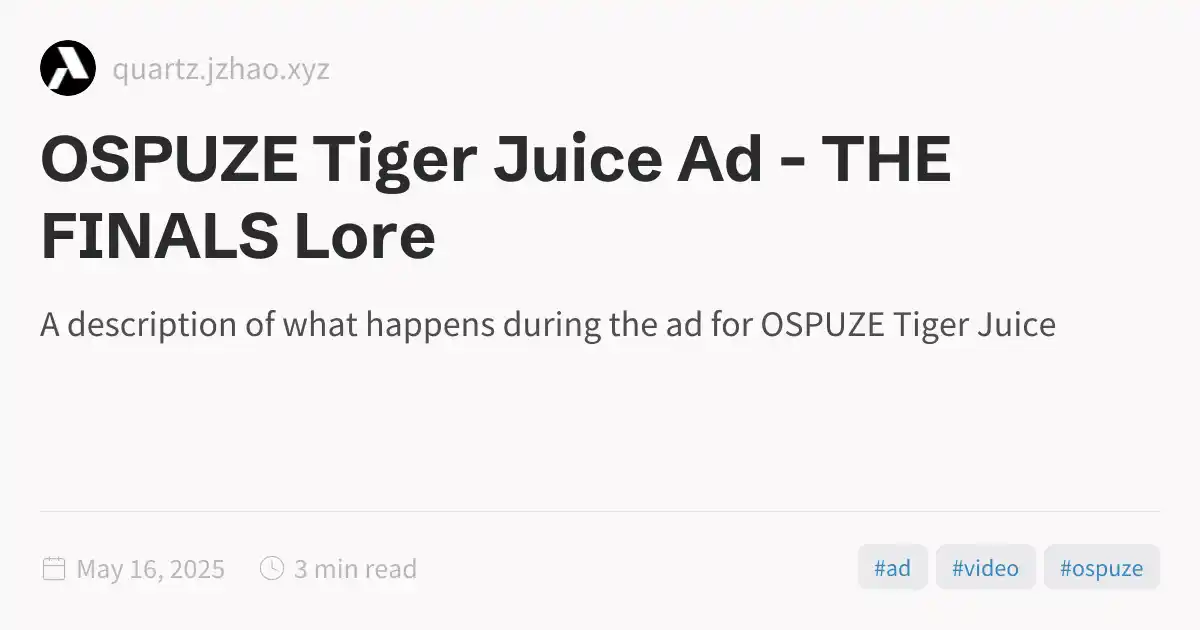 quartz.jzhao.xyz
OSPUZE Tiger Juice Ad - THE
FINALS Lore
A description of what happens during the ad for OSPUZE Tiger Juice
May 16, 2025
3 min read
#ad
#video
#ospuze